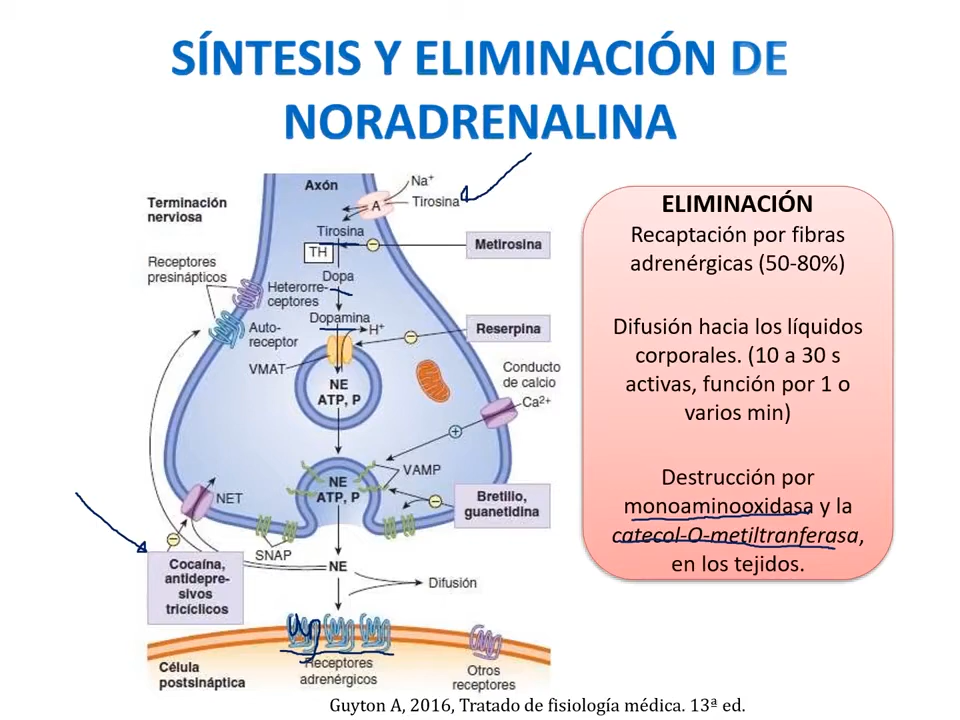 SÍNTESIS Y ELIMINACIÓN DE
NORADRENALINA
Axón
Na⁺
Tirosina
A
Terminación
nerviosa
Tirosina
TH
Metirosina
Receptores
presinápticos
Dopa
Heterorre-
ceptores
Dopamina
H⁺
Auto-
receptor
Reserpina
VMAT
NE
ATP, P
Conducto
de calcio
Ca²⁺
VAMP
NE
ATP, P
NET
Bretilio,
guanetidina
SNAP
Cocaína,
antidepre-
sivos
tricíclicos
NE
Difusión
Receptores
adrenérgicos
Célula
postsináptica
Otros
receptores
ELIMINACIÓN
Recaptación por fibras
adrenérgicas (50-80%)
Difusión hacia los líquidos
corporales. (10 a 30 s
activas, función por 1 o
varios min)
Destrucción por
monoaminooxidasa y la
catecol-O-metiltranferasa,
en los tejidos.
Guyton A, 2016, Tratado de fisiología médica. 13ª ed.